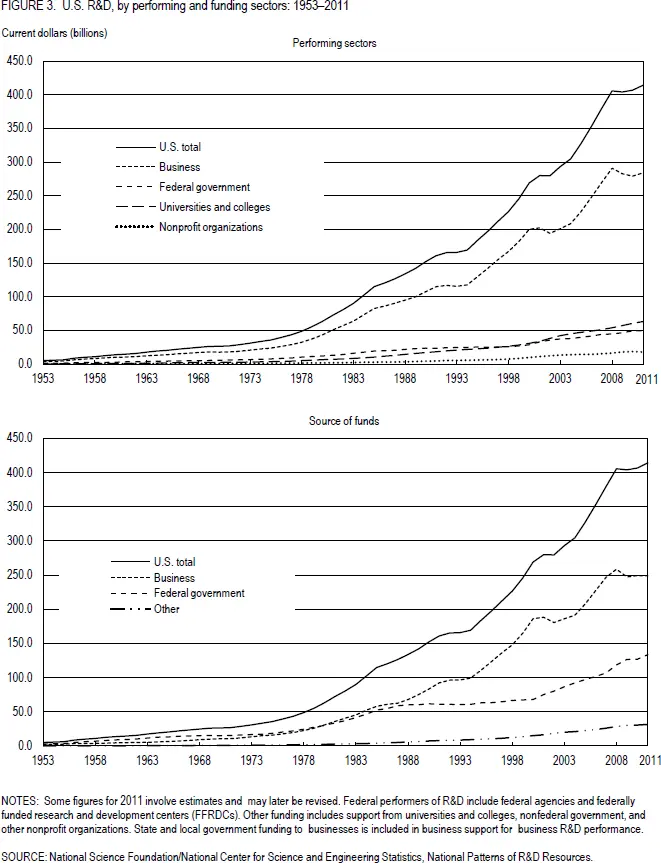 FIGURE 3. U.S. R&D, by performing and funding sectors: 1953–2011
Current dollars (billions)
Performing sectors
450.0
400.0
350.0
300.0
250.0
200.0
150.0
100.0
50.0
0.0
U.S. total
Business
Federal government
Universities and colleges
Nonprofit organizations
1953 1958 1963 1968 1973 1978 1983 1988 1993 1998 2003 2008 2011
Source of funds
450.0
400.0
350.0
300.0
250.0
200.0
150.0
100.0
50.0
0.0
U.S. total
Business
Federal government
Other
1953 1958 1963 1968 1973 1978 1983 1988 1993 1998 2003 2008 2011
NOTES: Some figures for 2011 involve estimates and may later be revised. Federal performers of R&D include federal agencies and federally
funded research and development centers (FFRDCs). Other funding includes support from universities and colleges, nonfederal government, and
other nonprofit organizations. State and local government funding to businesses is included in business support for business R&D performance.
SOURCE: National Science Foundation/National Center for Science and Engineering Statistics, National Patterns of R&D Resources.